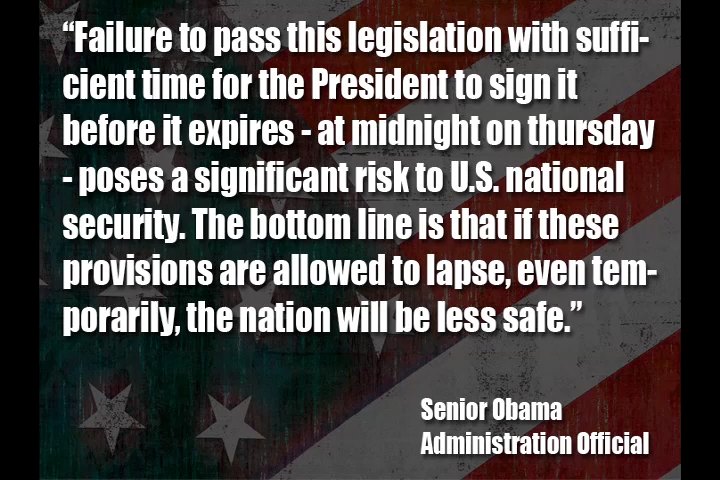 “Failure to pass this legislation with suffi-
cient time for the President to sign it
before it expires - at midnight on thursday
- poses a significant risk to U.S. national
security. The bottom line is that if these
provisions are allowed to lapse, even tem-
porarily, the nation will be less safe.”
Senior Obama
Administration Official